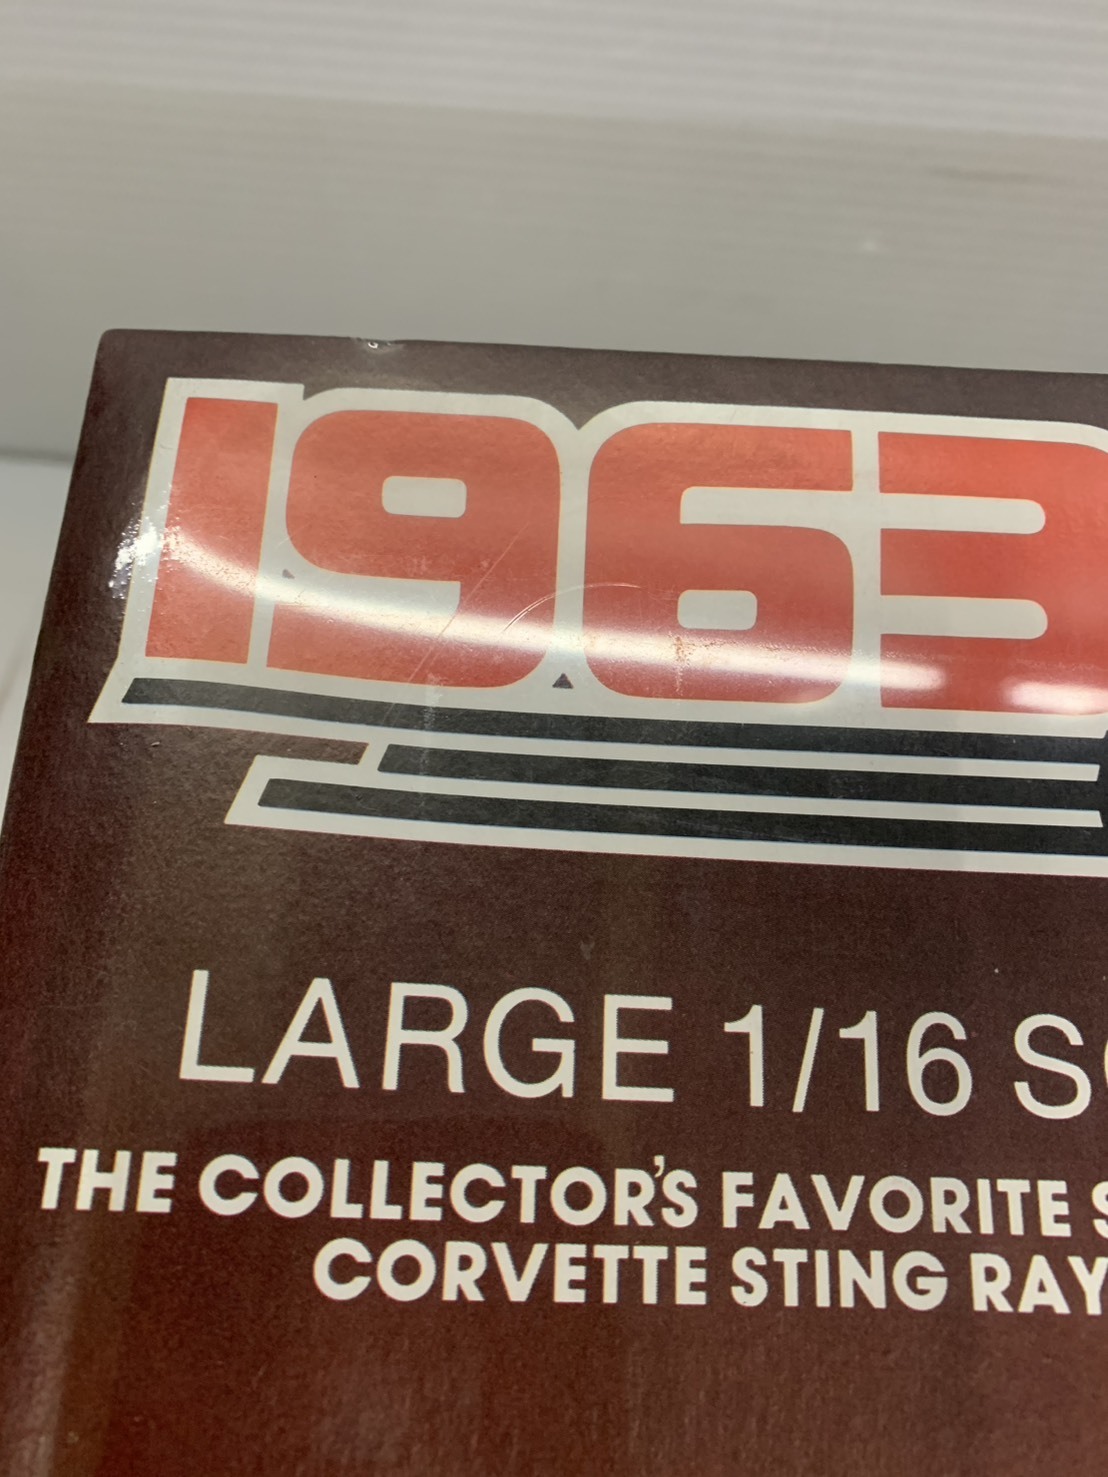 1963
LARGE 1/16
THE COLLECTOR'S FAVORITE
CORVETTE STING RAY